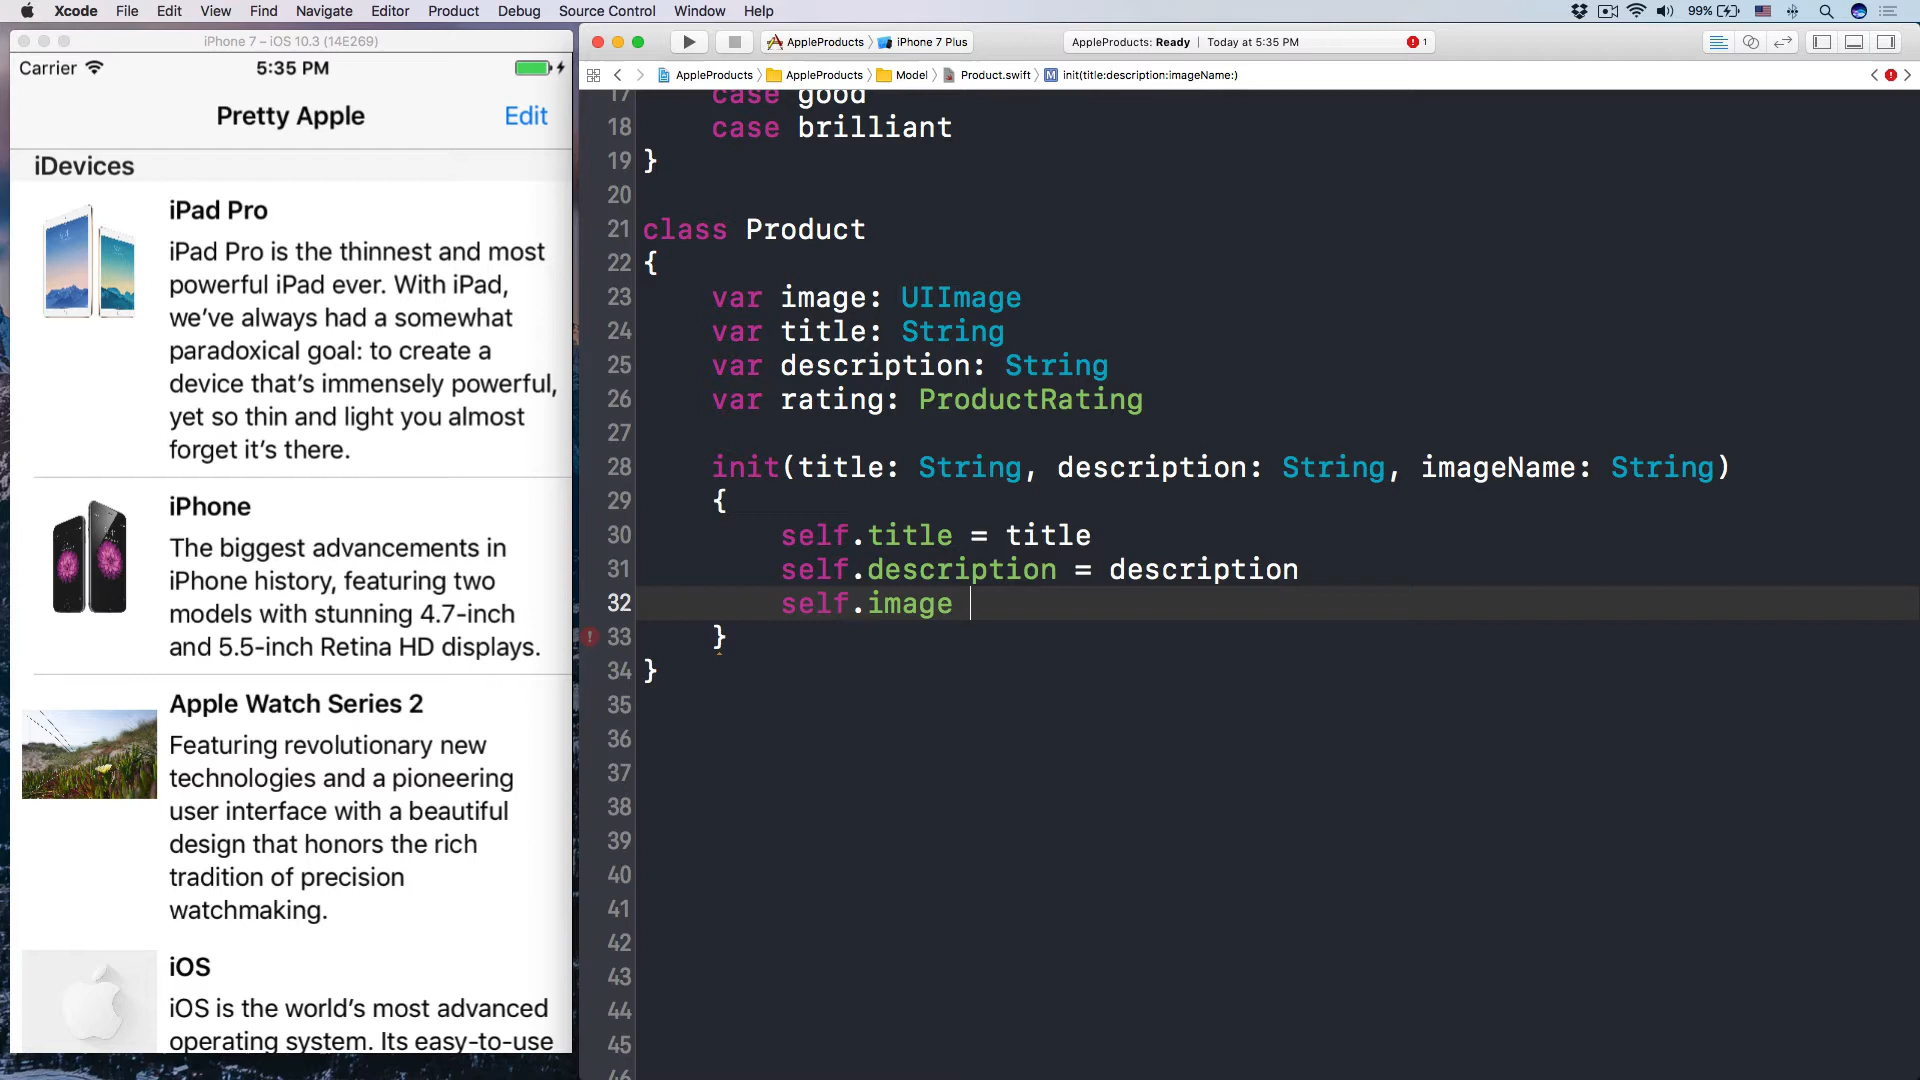 Xcode File Edit View Find Navigate Editor Product Debug Source Control Window Help
99%
iPhone 7 – iOS 10.3 (14E269)
Carrier 5:35 PM
Pretty Apple Edit
iDevices
iPad Pro
iPad Pro is the thinnest and most
powerful iPad ever. With iPad,
we’ve always had a somewhat
paradoxical goal: to create a
device that’s immensely powerful,
yet so thin and light you almost
forget it’s there.
iPhone
The biggest advancements in
iPhone history, featuring two
models with stunning 4.7-inch
and 5.5-inch Retina HD displays.
Apple Watch Series 2
Featuring revolutionary new
technologies and a pioneering
user interface with a beautiful
design that honors the rich
tradition of precision
watchmaking.
iOS
iOS is the world’s most advanced
operating system. Its easy-to-use
AppleProducts iPhone 7 Plus
AppleProducts: Ready | Today at 5:35 PM
1
AppleProducts AppleProducts Model Product.swift M init(title:description:imageName:)
17 case good
18 case brilliant
19 }
20
21 class Product
22 {
23 var image: UIImage
24 var title: String
25 var description: String
26 var rating: ProductRating
27
28 init(title: String, description: String, imageName: String)
29 {
30 self.title = title
31 self.description = description
32 self.image
33 }
34 }
35
36
37
38
39
40
41
42
43
44
45
46